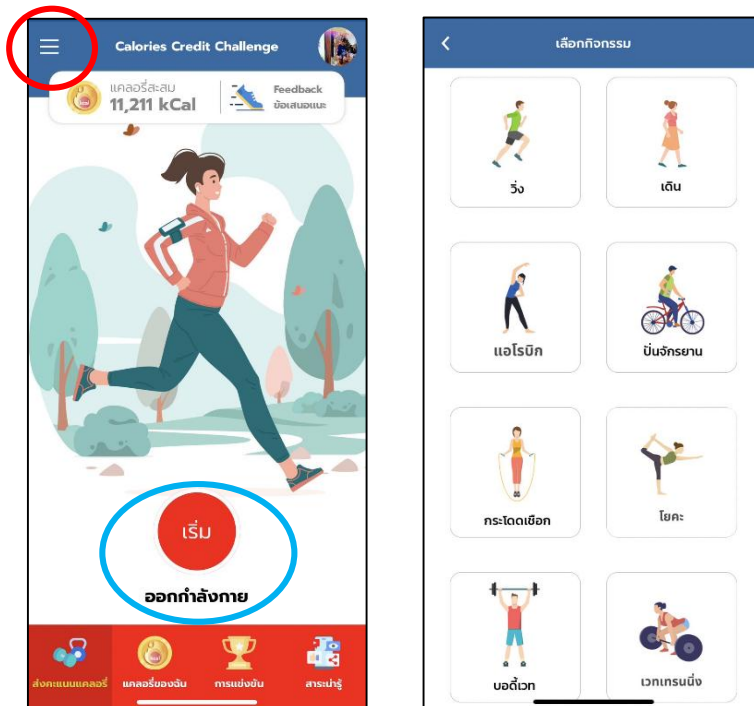 Calories Credit Challenge
แคลอรี่สะสม
11,211 kCal
Feedback
ข้อเสนอแนะ
เริ่ม
ออกกำลังกาย
ส่งคะแนนแคลอรี่
แคลอรี่ของฉัน
การแข่งขัน
สาระน่ารู้
เลือกกิจกรรม
วิ่ง
เดิน
แอโรบิก
ปั่นจักรยาน
กระโดดเชือก
โยคะ
บอดี้เวท
เวทเทรนนิ่ง